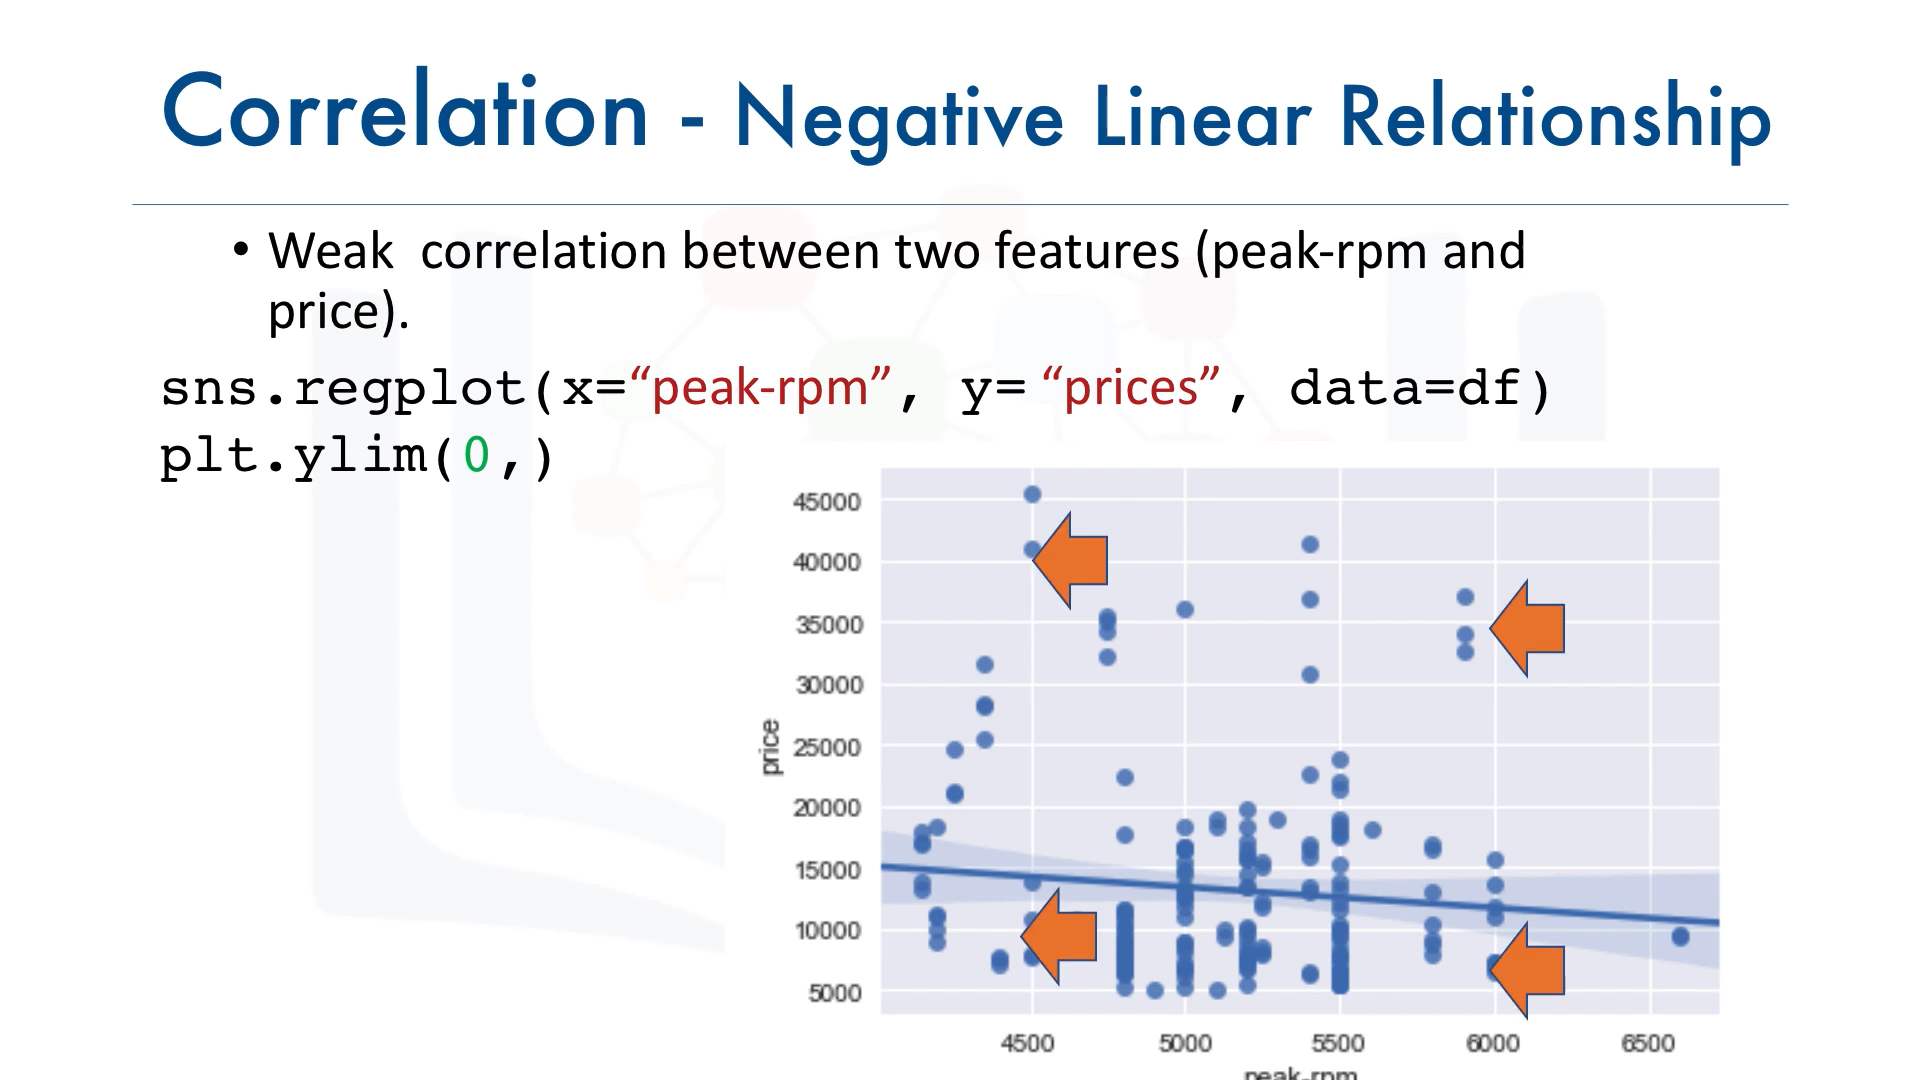 Correlation - Negative Linear Relationship
• Weak correlation between two features (peak-rpm and
price).
sns.regplot(x=“peak-rpm”, y= “prices”, data=df)
plt.ylim(0,)
45000
40000
35000
30000
25000
20000
15000
10000
5000
price
4500 5000 5500 6000 6500
peak-rpm